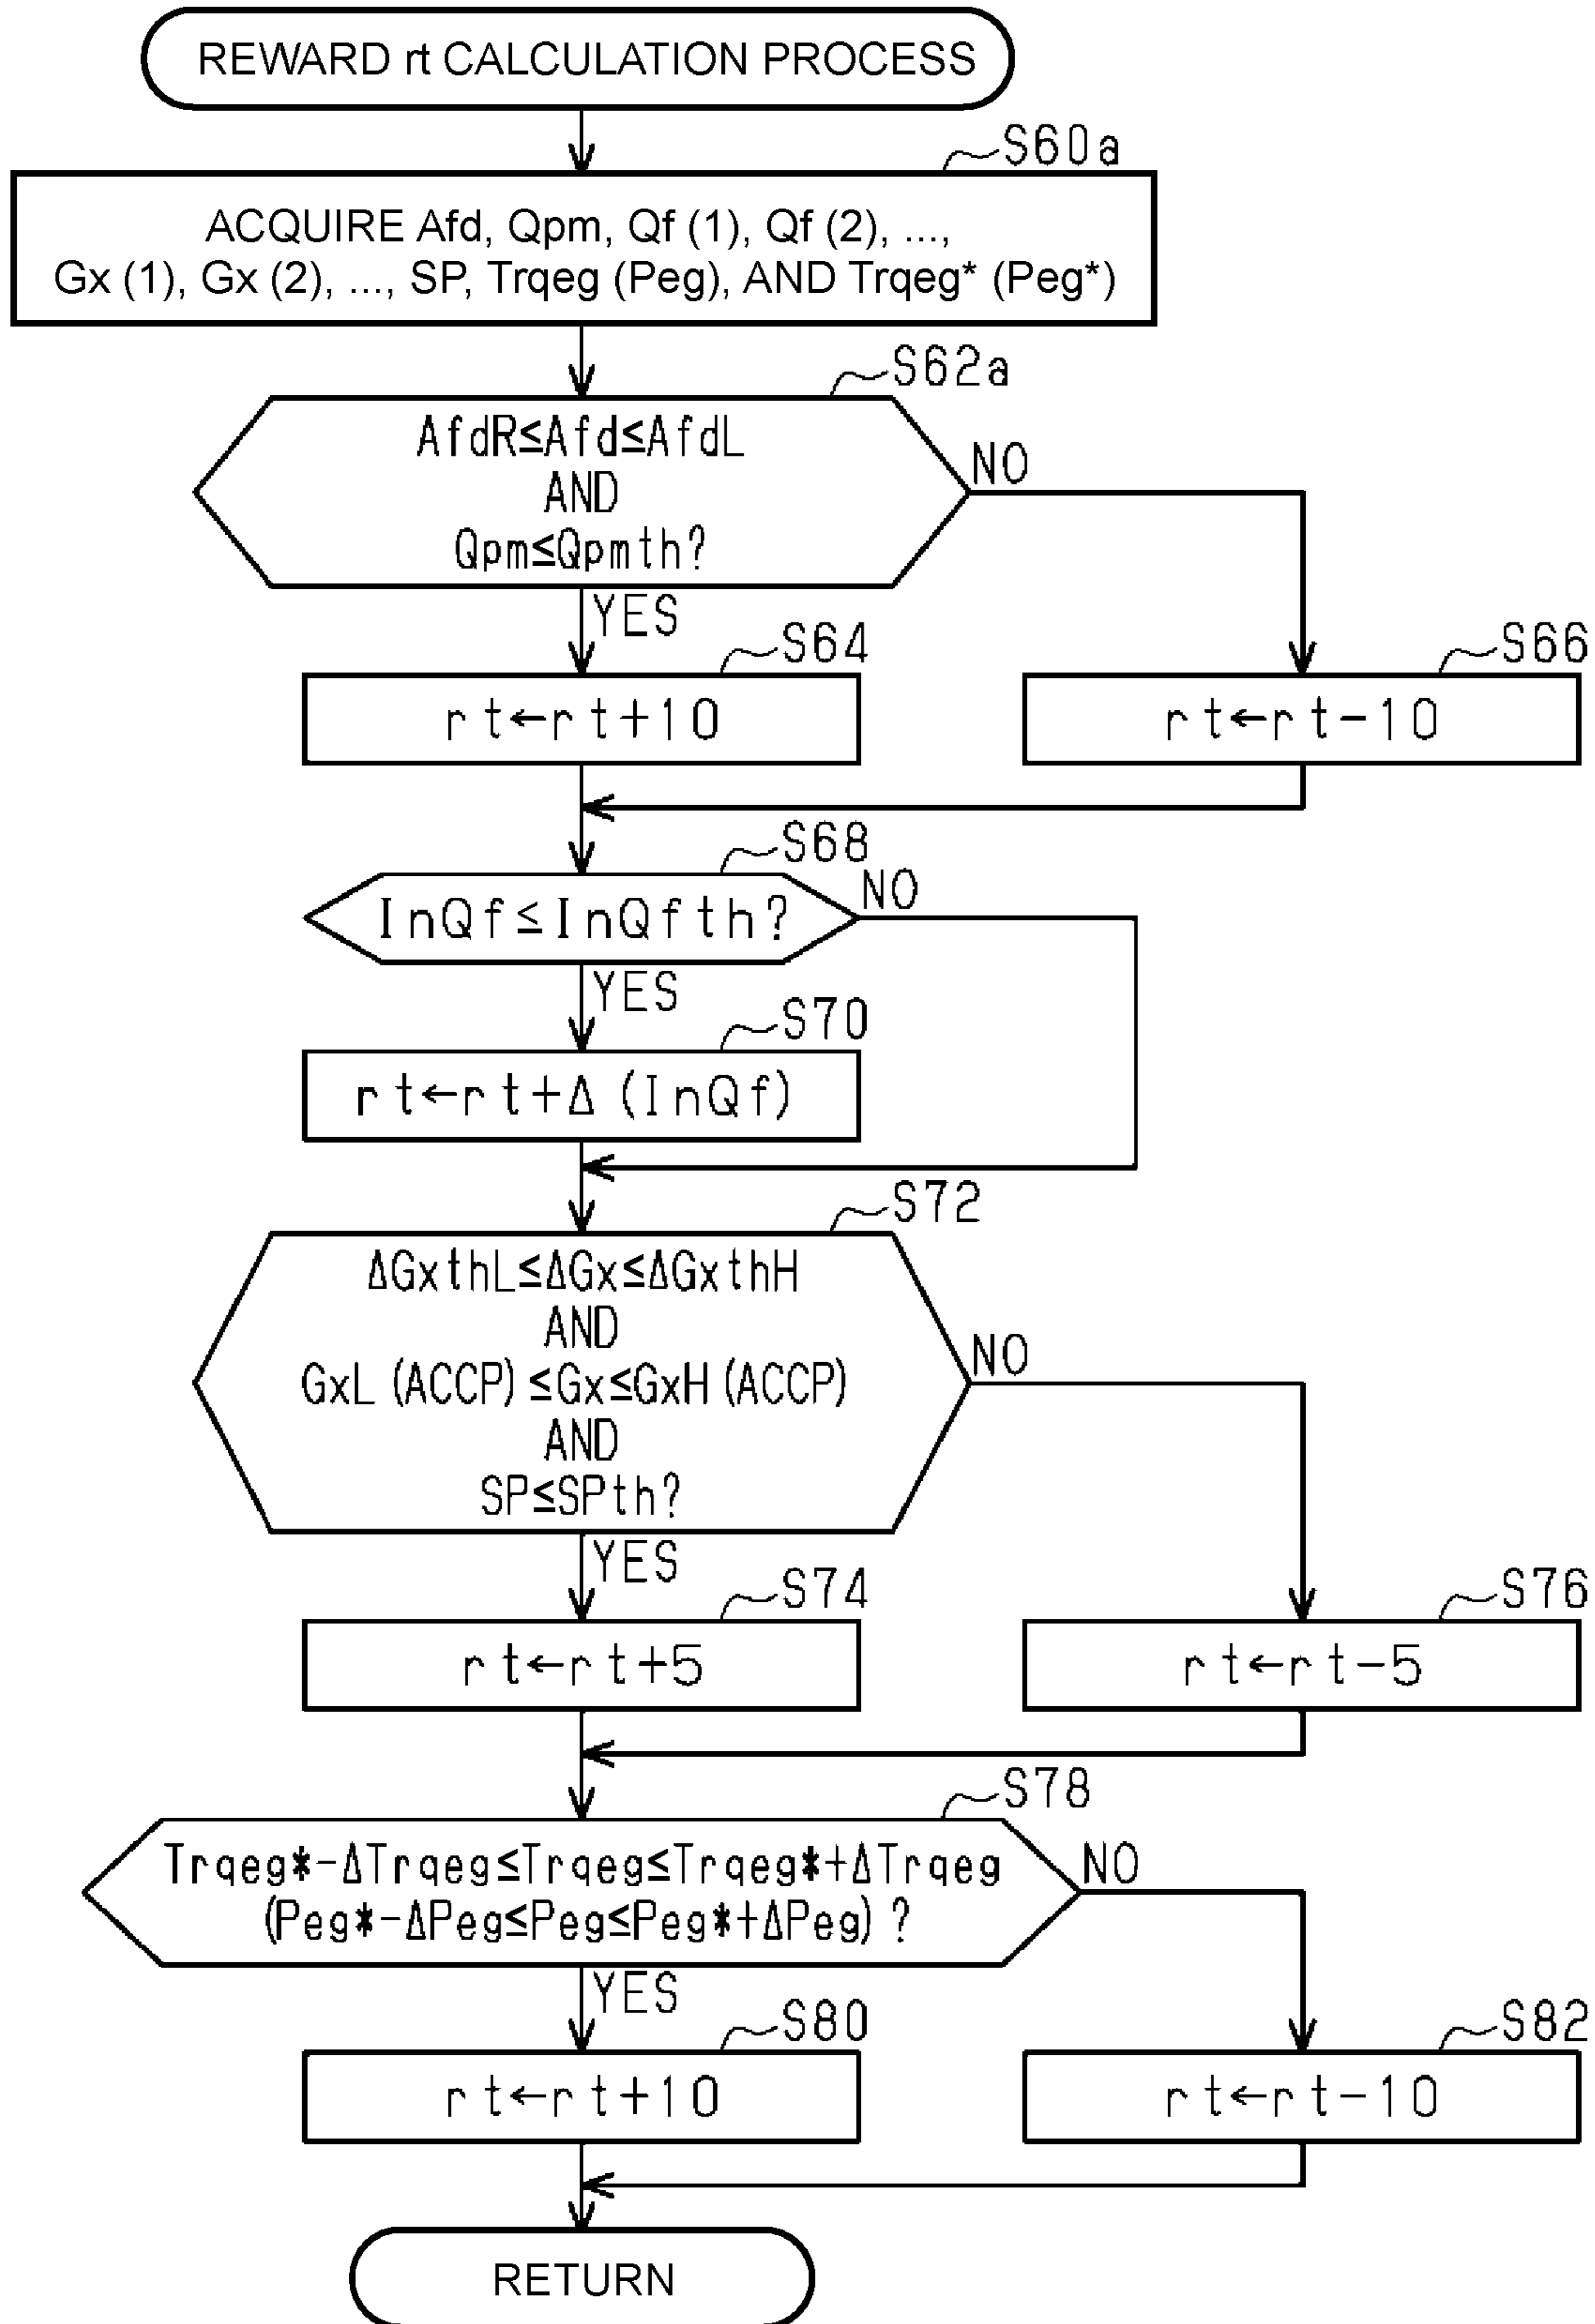 REWARD rt CALCULATION PROCESS
S60a
ACQUIRE Afd, Qpm, Qf (1), Qf (2), ...,
Gx (1), Gx (2), ..., SP, Trqeg (Peg), AND Trqeg* (Peg*)
S62a
AfdR≤Afd≤AfdL
AND
Qpm≤Qpmth?
NO
YES
S64
rt←rt+10
S66
rt←rt-10
S68
InQf≤InQfth?
NO
YES
S70
rt←rt+Δ (InQf)
S72
ΔGxthL≤ΔGx≤ΔGxthH
AND
GxL (ACCP) ≤Gx≤GxH (ACCP)
AND
SP≤SPth?
NO
YES
S74
rt←rt+5
S76
rt←rt-5
S78
Trqeg*-ΔTrqeg≤Trqeg≤Trqeg*+ΔTrqeg
(Peg*-ΔPeg≤Peg≤Peg*+ΔPeg) ?
NO
YES
S80
rt←rt+10
S82
rt←rt-10
RETURN